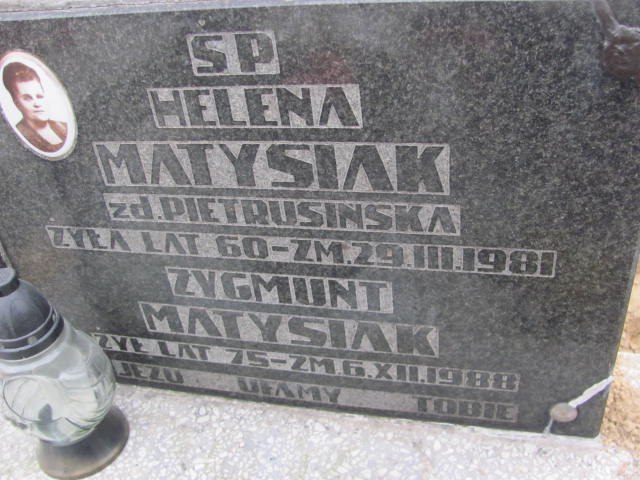 SP
HELENA
MATYSIAK
zd.PIETRUSIŃSKA
ŻYŁA LAT 60-ZM.29.III.1981
ZYGMUNT
MATYSIAK
ŻYŁ LAT 75-ZM.6.XII.1988
JEZU UFAMY TOBIE